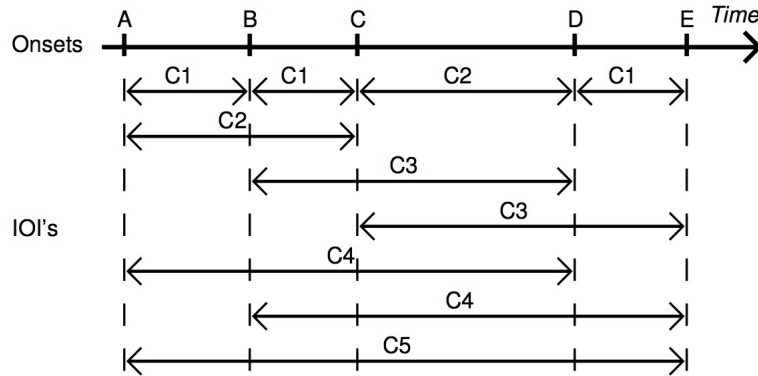 A B C D E Time
Onsets
C1 C1 C2 C1
C2
C3
C3
IOI's
C4
C4
C5